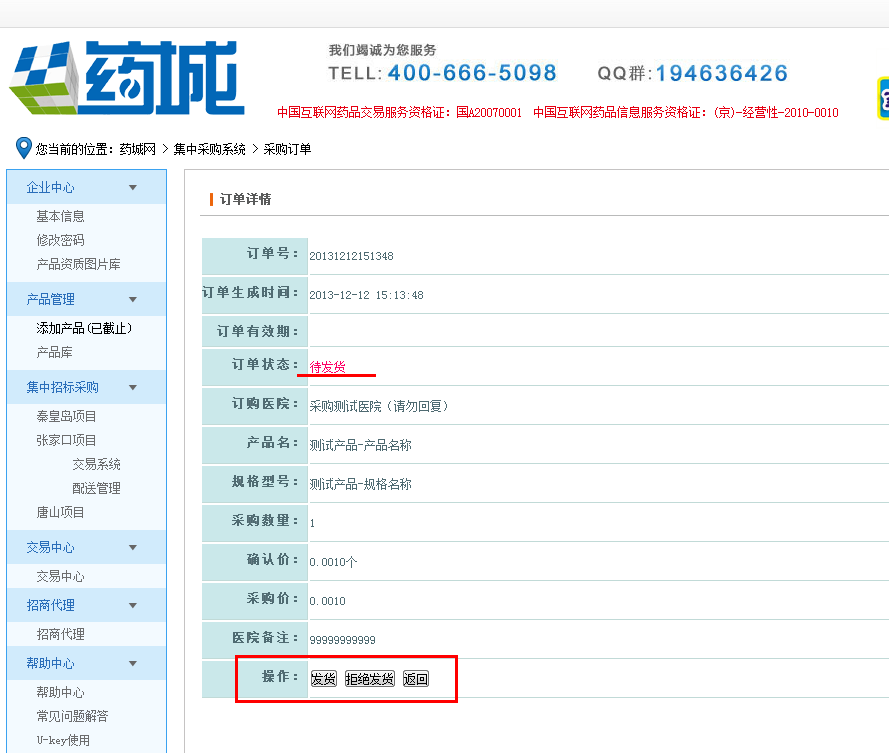 药城
我们竭诚为您服务
TELL: 400-666-5098 QQ群:194636426
中国互联网药品交易服务资格证：国A20070001 中国互联网药品信息服务资格证：(京)-经营性-2010-0010
您当前的位置: 药城网 > 集中采购系统 > 采购订单
企业中心
基本信息
修改密码
产品资质图片库
产品管理
添加产品(已截止)
产品库
集中招标采购
秦皇岛项目
张家口项目
交易系统
配送管理
唐山项目
交易中心
交易中心
招商代理
招商代理
帮助中心
帮助中心
常见问题解答
U-key使用
订单详情
订单号： 20131212151348
订单生成时间： 2013-12-12 15:13:48
订单有效期：
订单状态： 待发货
订购医院： 采购测试医院（请勿回复）
产品名： 测试产品-产品名称
规格型号： 测试产品-规格名称
采购数量： 1
确认价： 0.0010个
采购价： 0.0010
医院备注： 99999999999
操作： 发货 拒绝发货 返回